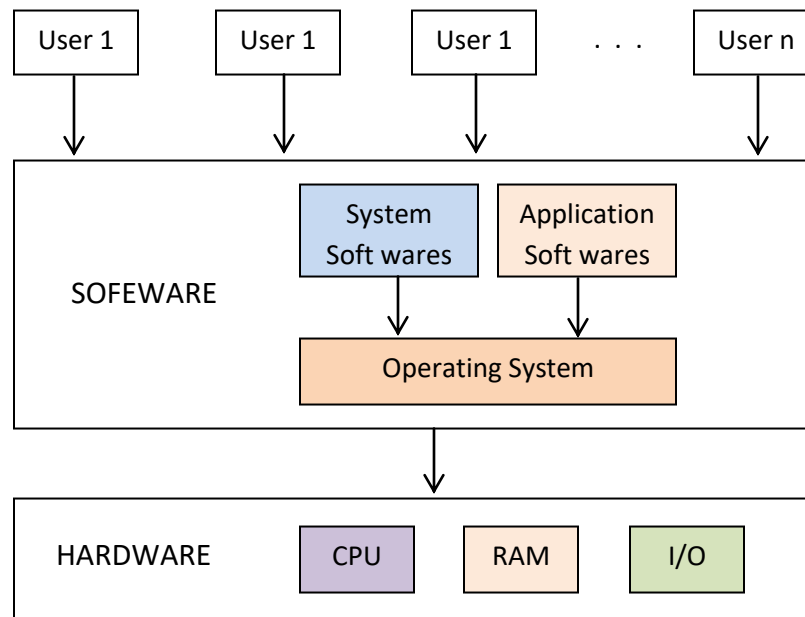 User 1
User 1
User 1
. . .
User n
System
Soft wares
Application
Soft wares
SOFEWARE
Operating System
HARDWARE
CPU
RAM
I/O